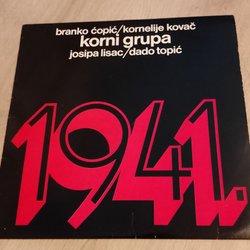 branko ćopić/kornelije kovač
korni grupa
josipa lisac/dado topić
1941.